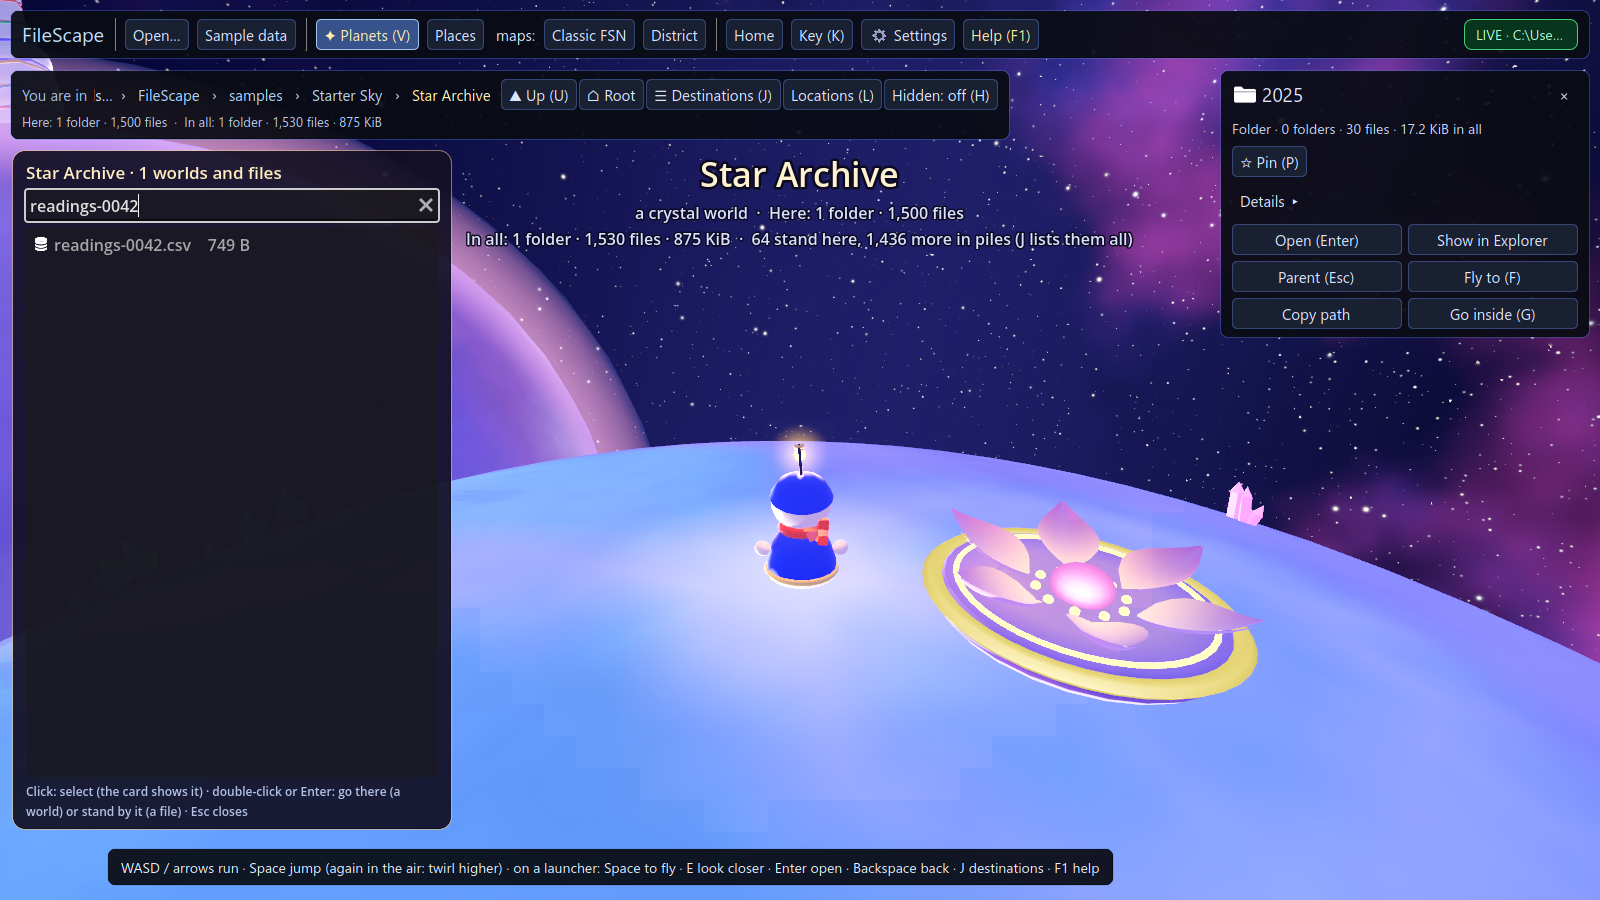 FileScape Open... Sample data ✦ Planets (V) Places maps: Classic FSN District Home Key (K) Settings Help (F1) LIVE · C:\Use...
You are in › FileScape › samples › Starter Sky › Star Archive ▲ Up (U) Root ☰ Destinations (J) Locations (L) Hidden: off (H)
Here: 1 folder · 1,500 files · In all: 1 folder · 1,530 files · 875 KiB
Star Archive · 1 worlds and files
readings-0042 ✕
readings-0042.csv 749 B
Click: select (the card shows it) · double-click or Enter: go there (a
world) or stand by it (a file) · Esc closes
Star Archive
a crystal world · Here: 1 folder · 1,500 files
In all: 1 folder · 1,530 files · 875 KiB · 64 stand here, 1,436 more in piles (J lists them all)
2025 ×
Folder · 0 folders · 30 files · 17.2 KiB in all
☆ Pin (P)
Details ▸
Open (Enter) Show in Explorer
Parent (Esc) Fly to (F)
Copy path Go inside (G)
WASD / arrows run · Space jump (again in the air: twirl higher) · on a launcher: Space to fly · E look closer · Enter open · Backspace back · J destinations · F1 help